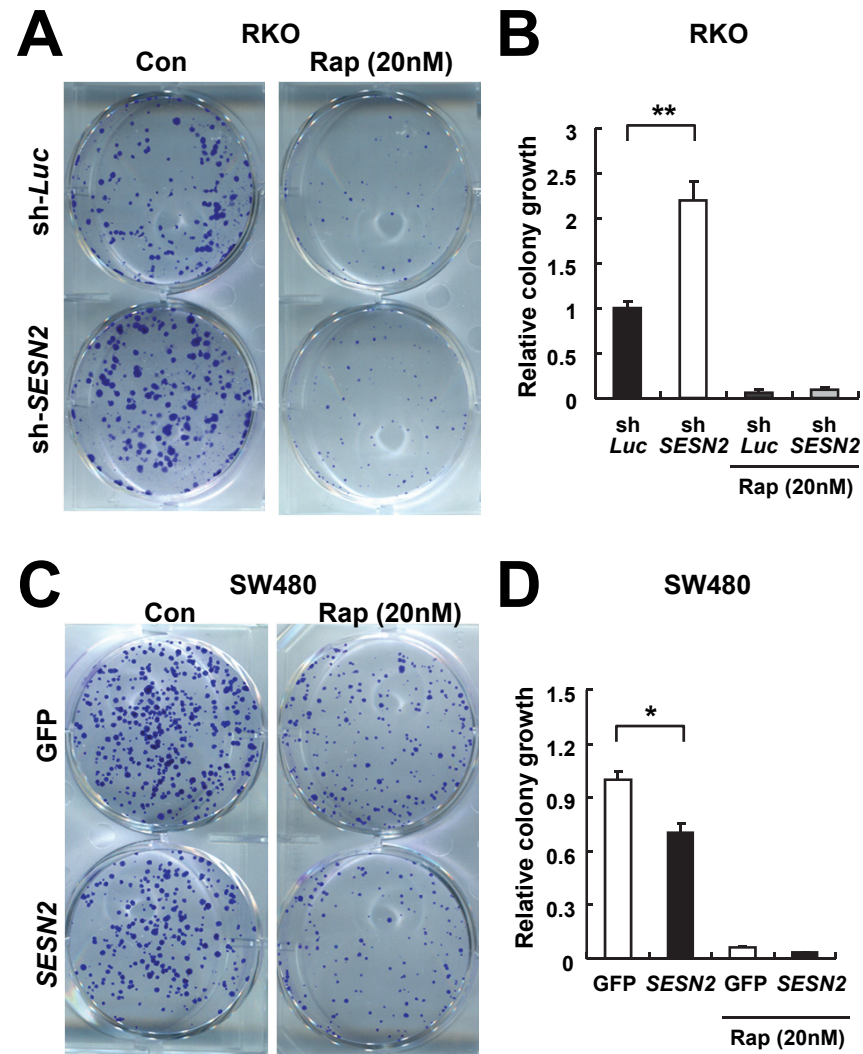 A
RKO
Con
Rap (20nM)
sh-Luc
sh-SESN2
B
RKO
Relative colony growth
3
2.5
2
1.5
1
0.5
0
**
sh
Luc
sh
SESN2
sh
Luc
sh
SESN2
Rap (20nM)
C
SW480
Con
Rap (20nM)
GFP
SESN2
D
SW480
Relative colony growth
1.5
1.2
0.9
0.6
0.3
0
*
GFP SESN2 GFP SESN2
Rap (20nM)